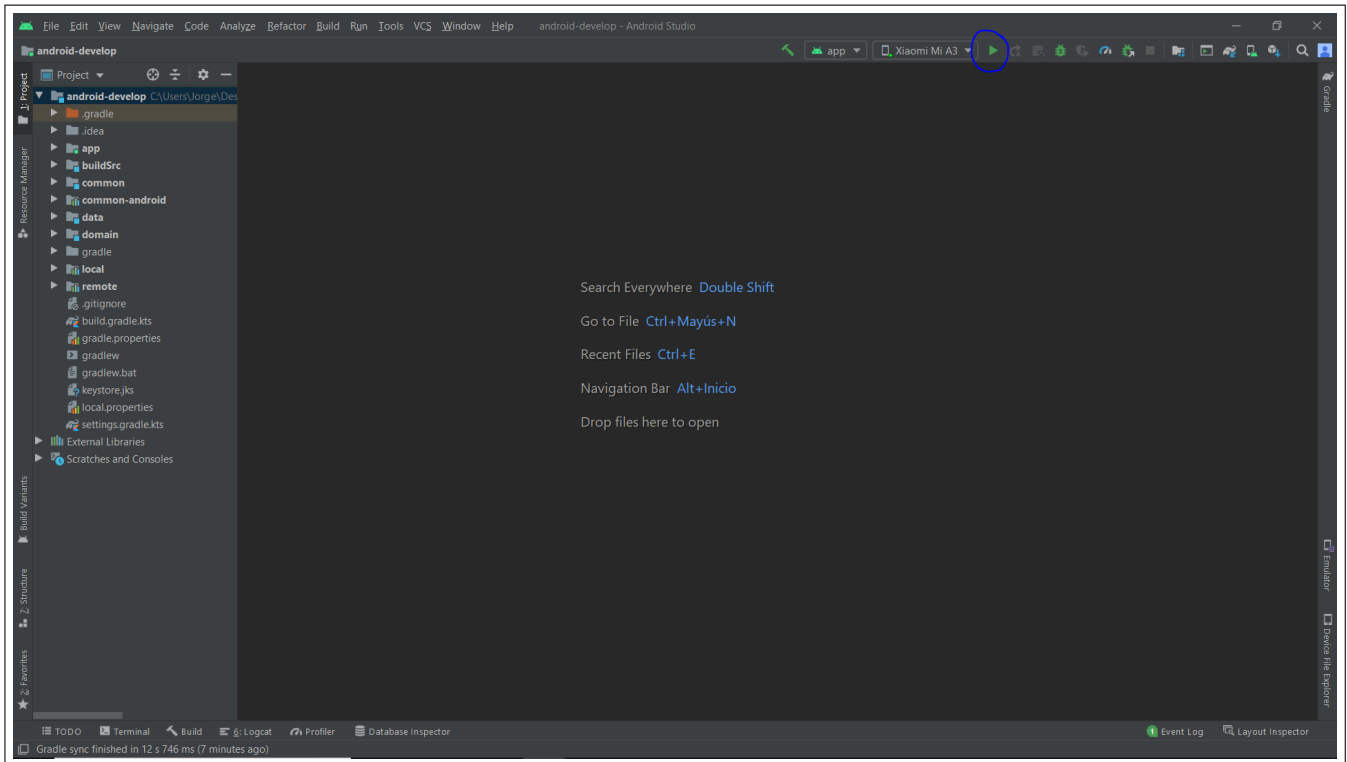 File Edit View Navigate Code Analyze Refactor Build Run Tools VCS Window Help android-develop - Android Studio
android-develop
app
Xiaomi Mi A3
1: Project
Resource Manager
Build Variants
Z: Structure
2: Favorites
Project
android-develop C:\Users\Jorge\Des
.gradle
.idea
app
buildSrc
common
common-android
data
domain
gradle
local
remote
.gitignore
build.gradle.kts
gradle.properties
gradlew
gradlew.bat
keystore.jks
local.properties
settings.gradle.kts
External Libraries
Scratches and Consoles
Search Everywhere Double Shift
Go to File Ctrl+Mayús+N
Recent Files Ctrl+E
Navigation Bar Alt+Inicio
Drop files here to open
Gradle
Emulator
Device File Explorer
TODO Terminal Build 6: Logcat Profiler Database Inspector 1 Event Log Layout Inspector
Gradle sync finished in 12 s 746 ms (7 minutes ago)